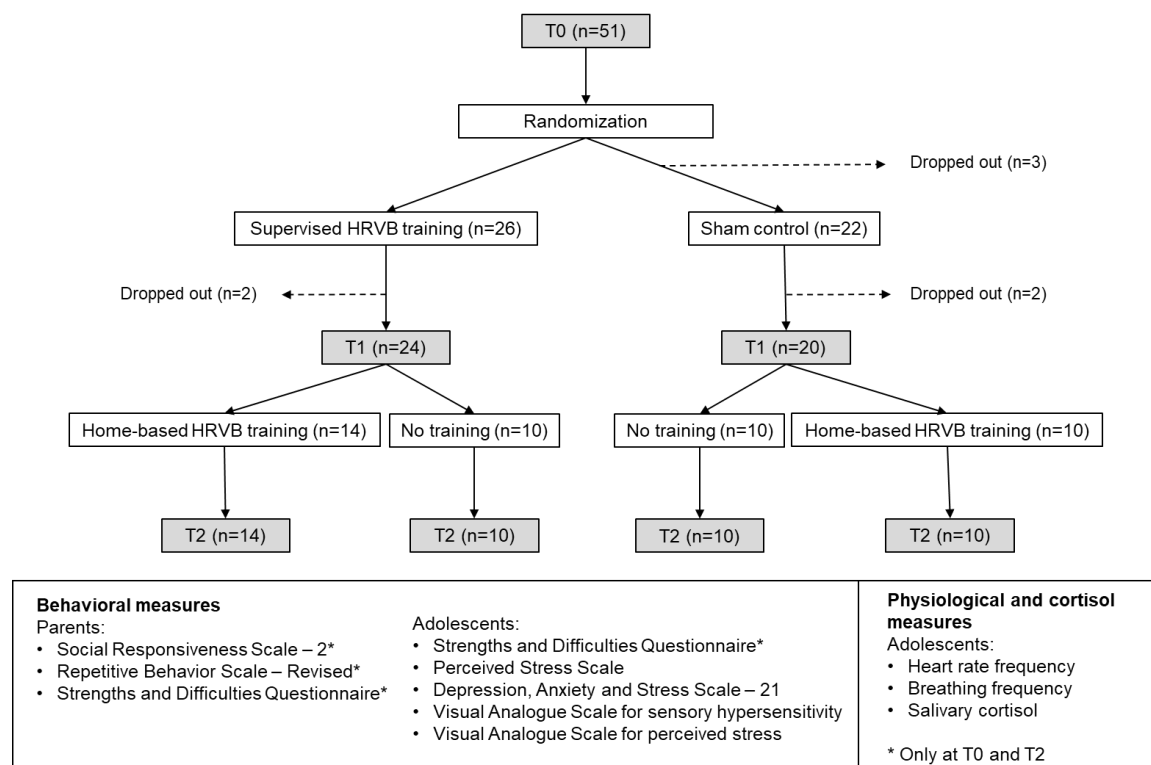 T0 (n=51)
Randomization
Dropped out (n=3)
Supervised HRVB training (n=26)
Sham control (n=22)
Dropped out (n=2)
Dropped out (n=2)
T1 (n=24)
T1 (n=20)
Home-based HRVB training (n=14)
No training (n=10)
No training (n=10)
Home-based HRVB training (n=10)
T2 (n=14)
T2 (n=10)
T2 (n=10)
T2 (n=10)
Behavioral measures
Parents:
• Social Responsiveness Scale – 2*
• Repetitive Behavior Scale – Revised*
• Strengths and Difficulties Questionnaire*
Adolescents:
• Strengths and Difficulties Questionnaire*
• Perceived Stress Scale
• Depression, Anxiety and Stress Scale – 21
• Visual Analogue Scale for sensory hypersensitivity
• Visual Analogue Scale for perceived stress
Physiological and cortisol
measures
Adolescents:
• Heart rate frequency
• Breathing frequency
• Salivary cortisol
* Only at T0 and T2